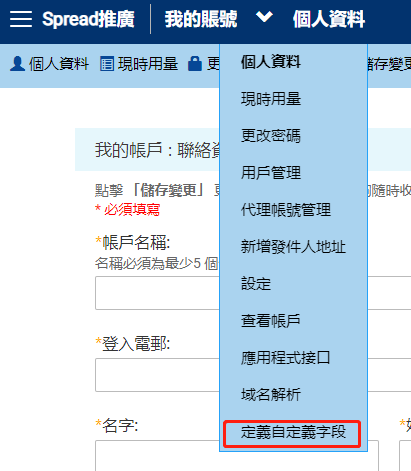 Spread推廣 我的賬號 個人資料
個人資料 現時用量 更 儲存變更
個人資料
現時用量
更改密碼
用戶管理
代理帳號管理
新增發件人地址
設定
查看帳戶
應用程式接口
域名解析
定義自定義字段
我的帳戶 : 聯絡資
點擊 「儲存變更」 更 夠隨時收
* 必須填寫
*帳戶名稱:
名稱必須為最少5 個
*登入電郵:
*名字: